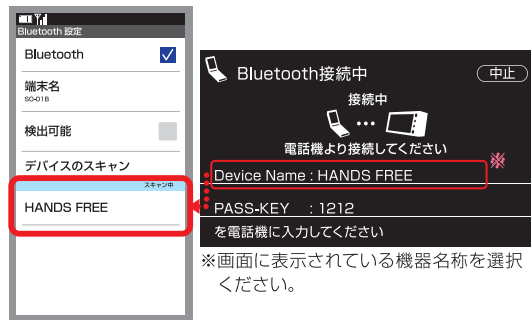 Bluetooth 設定
Bluetooth
端末名
SO-01B
検出可能
デバイスのスキャン
スキャン中
HANDS FREE
Bluetooth接続中
中止
接続中
電話機より接続してください
Device Name : HANDS FREE
※
PASS-KEY : 1212
を電話機に入力してください
※画面に表示されている機器名称を選択
ください。